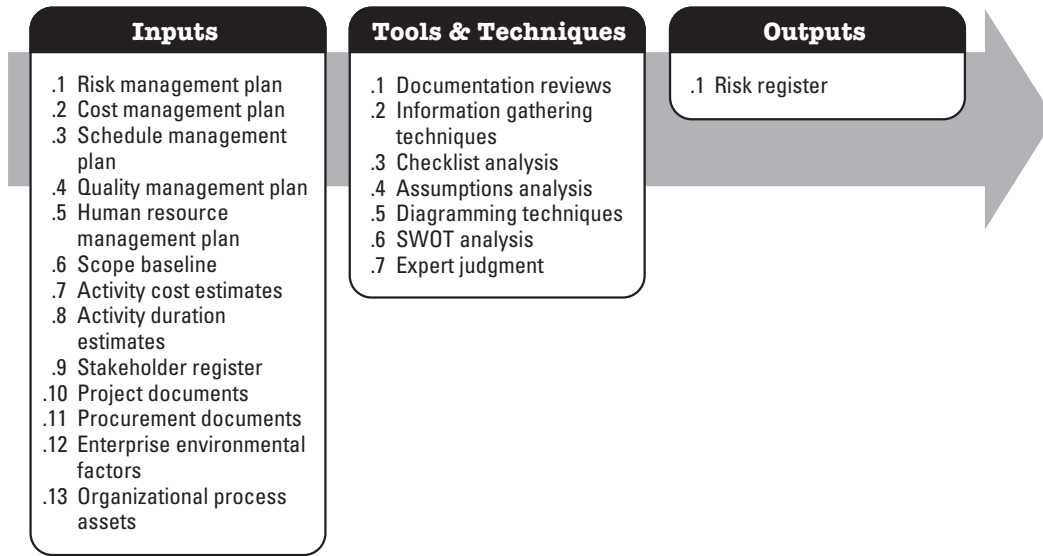 Inputs
.1 Risk management plan
.2 Cost management plan
.3 Schedule management
plan
.4 Quality management plan
.5 Human resource
management plan
.6 Scope baseline
.7 Activity cost estimates
.8 Activity duration
estimates
.9 Stakeholder register
.10 Project documents
.11 Procurement documents
.12 Enterprise environmental
factors
.13 Organizational process
assets
Tools & Techniques
.1 Documentation reviews
.2 Information gathering
techniques
.3 Checklist analysis
.4 Assumptions analysis
.5 Diagramming techniques
.6 SWOT analysis
.7 Expert judgment
Outputs
.1 Risk register